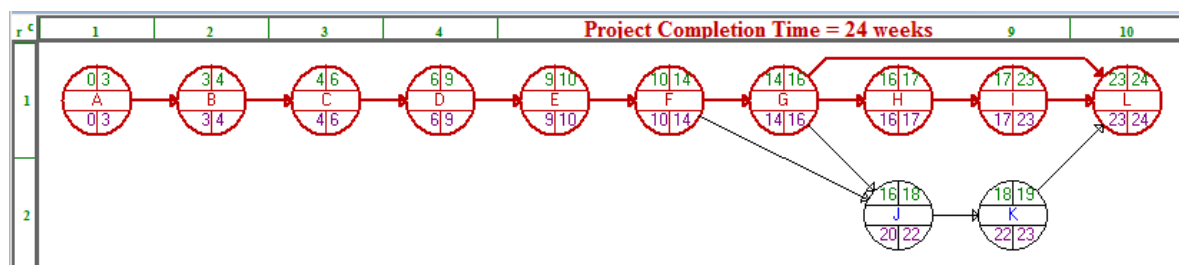 r c 1 2 3 4 Project Completion Time = 24 weeks 9 10
1
0 3 3 4 4 6 6 9 9 10 10 14 14 16 16 17 17 23 23 24
A B C D E F G H I L
0 3 3 4 4 6 6 9 9 10 10 14 14 16 16 17 17 23 23 24
2
16 18 18 19
J K
20 22 22 23